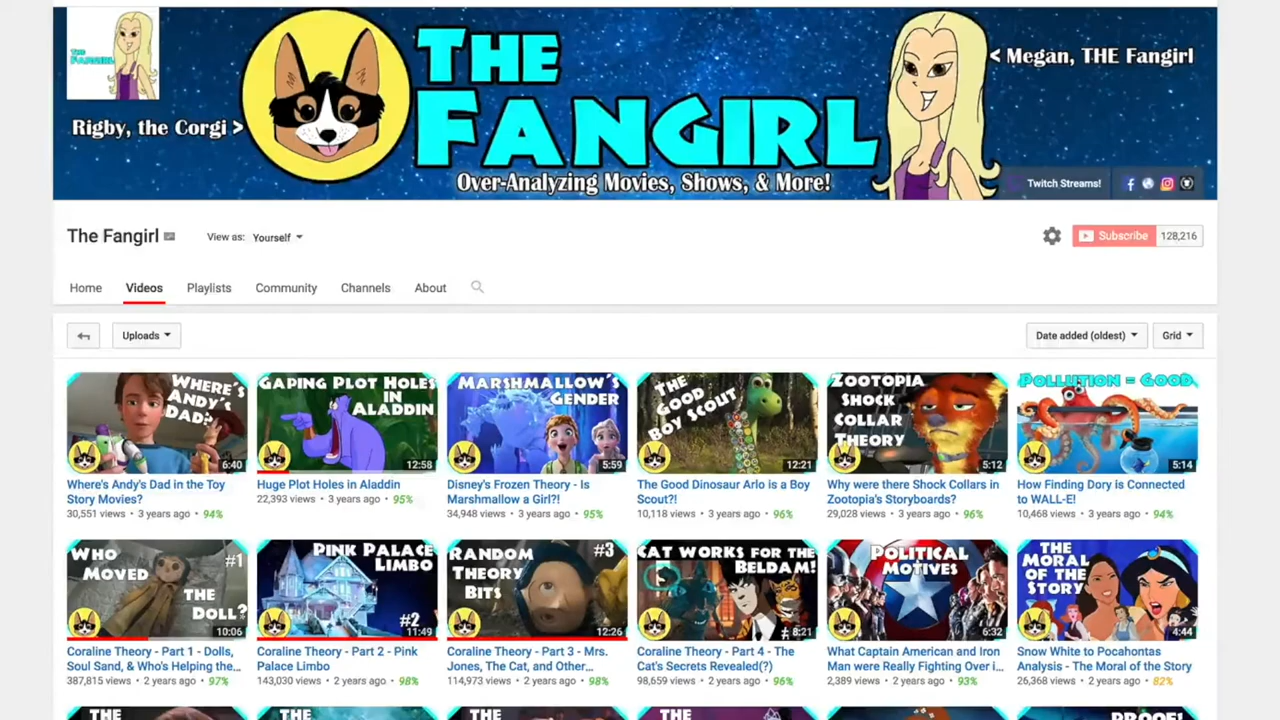 THE
FANGIRL
THE
FANGIRL
< Megan, THE Fangirl
Rigby, the Corgi >
Over-Analyzing Movies, Shows, & More!
Twitch Streams!
The Fangirl
View as: Yourself
Subscribe 128,216
Home Videos Playlists Community Channels About
Uploads
Date added (oldest) Grid
WHERE'S
ANDY'S
DAD?
6:40
GAPING PLOT HOLES
IN
ALADDIN
12:58
MARSHMALLOW'S
GENDER
5:59
THE
GOOD
BOY SCOUT
12:21
ZOOTOPIA
SHOCK
COLLAR
THEORY
5:12
POLLUTION = GOOD
5:14
Where's Andy's Dad in the Toy
Story Movies?
30,551 views • 3 years ago • 94%
Huge Plot Holes in Aladdin
22,393 views • 3 years ago • 95%
Disney's Frozen Theory - Is
Marshmallow a Girl?!
34,948 views • 3 years ago • 95%
The Good Dinosaur Arlo is a Boy
Scout?!
10,118 views • 3 years ago • 96%
Why were there Shock Collars in
Zootopia's Storyboards?
29,028 views • 3 years ago • 96%
How Finding Dory is Connected
to WALL-E!
10,468 views • 3 years ago • 94%
WHO
MOVED
THE
DOLL?
#1
10:06
PINK PALACE
LIMBO
#2
11:49
RANDOM
THEORY
BITS
#3
12:26
CAT WORKS FOR THE
BELDAM!
8:21
POLITICAL
MOTIVES
6:32
THE
MORAL
OF THE
STORY
4:44
Coraline Theory - Part 1 - Dolls,
Soul Sand, & Who's Helping the...
387,815 views • 2 years ago • 97%
Coraline Theory - Part 2 - Pink
Palace Limbo
143,030 views • 2 years ago • 98%
Coraline Theory - Part 3 - Mrs.
Jones, The Cat, and Other...
114,973 views • 2 years ago • 98%
Coraline Theory - Part 4 - The
Cat's Secrets Revealed(?)
98,659 views • 2 years ago • 96%
What Captain American and Iron
Man were Really Fighting Over i...
2,389 views • 2 years ago • 93%
Snow White to Pocahontas
Analysis - The Moral of the Story
26,368 views • 2 years ago • 82%
THE
THE
THE
PROOF: